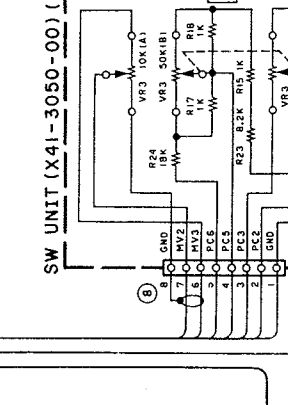 SW UNIT (X41-3050-00) (
10K(A)
VR3
50K(B)
VR3
R18
1K
R17
1K
R15 1K
VR3
R24
18K
R23 8.2K
GND
MV2
MV3
PC6
PC5
PC3
PC2
GND
8
7
6
5
4
3
2
1
8